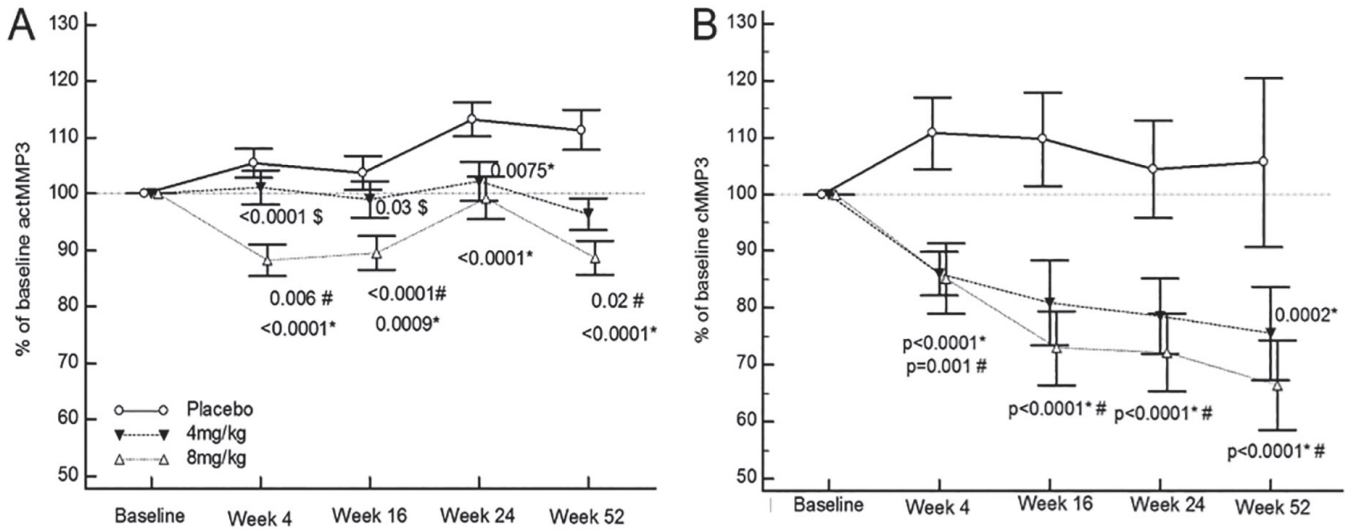 A
% of baseline actMMP3
130
120
110
100
90
80
70
60
50
0.0075*
<0.0001 $
0.03 $
<0.0001*
0.006 #
<0.0001*
<0.0001#
0.0009*
0.02 #
<0.0001*
Placebo
4mg/kg
8mg/kg
Baseline Week 4 Week 16 Week 24 Week 52
B
% of baseline cMMP3
130
120
110
100
90
80
70
60
50
0.0002*
p<0.0001*
p=0.001 #
p<0.0001* #
p<0.0001* #
p<0.0001* #
Baseline Week 4 Week 16 Week 24 Week 52